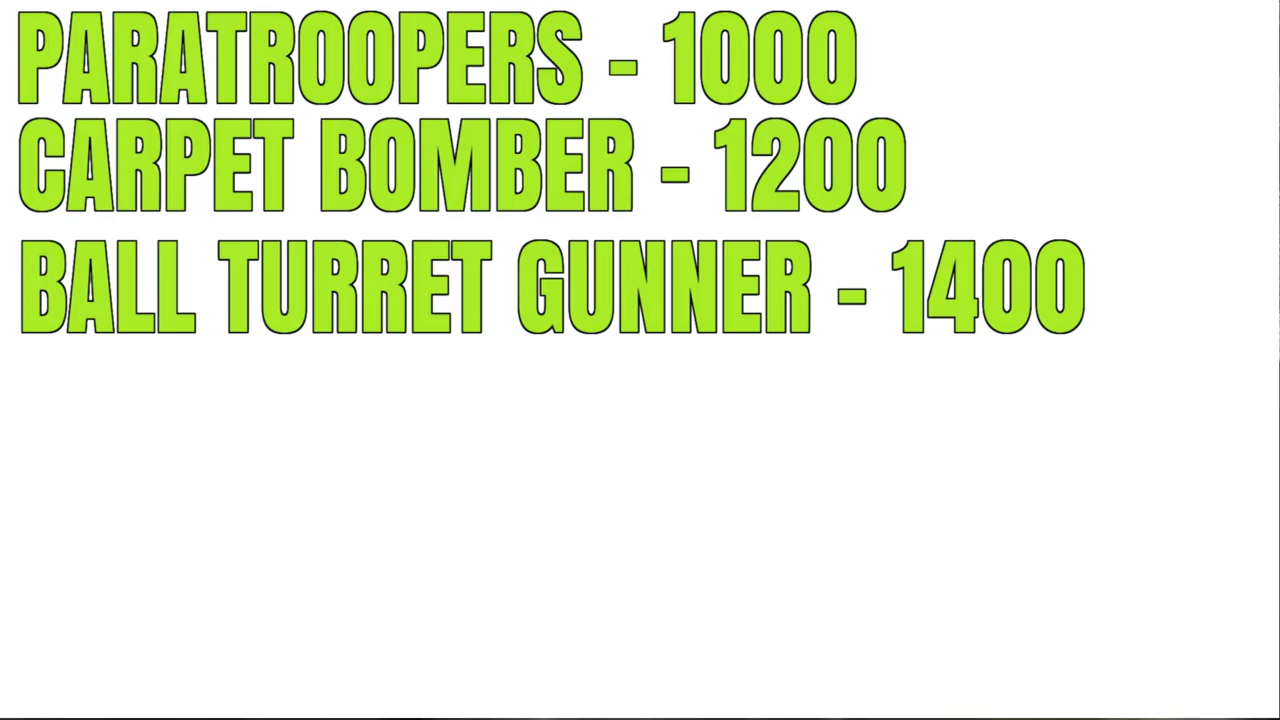 PARATROOPERS - 1000
CARPET BOMBER - 1200
BALL TURRET GUNNER - 1400